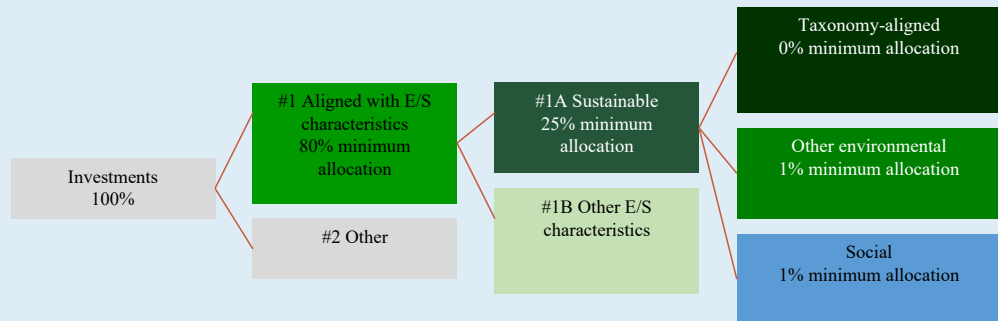 Investments
100%
#1 Aligned with E/S
characteristics
80% minimum
allocation
#2 Other
#1A Sustainable
25% minimum
allocation
#1B Other E/S
characteristics
Taxonomy-aligned
0% minimum allocation
Other environmental
1% minimum allocation
Social
1% minimum allocation